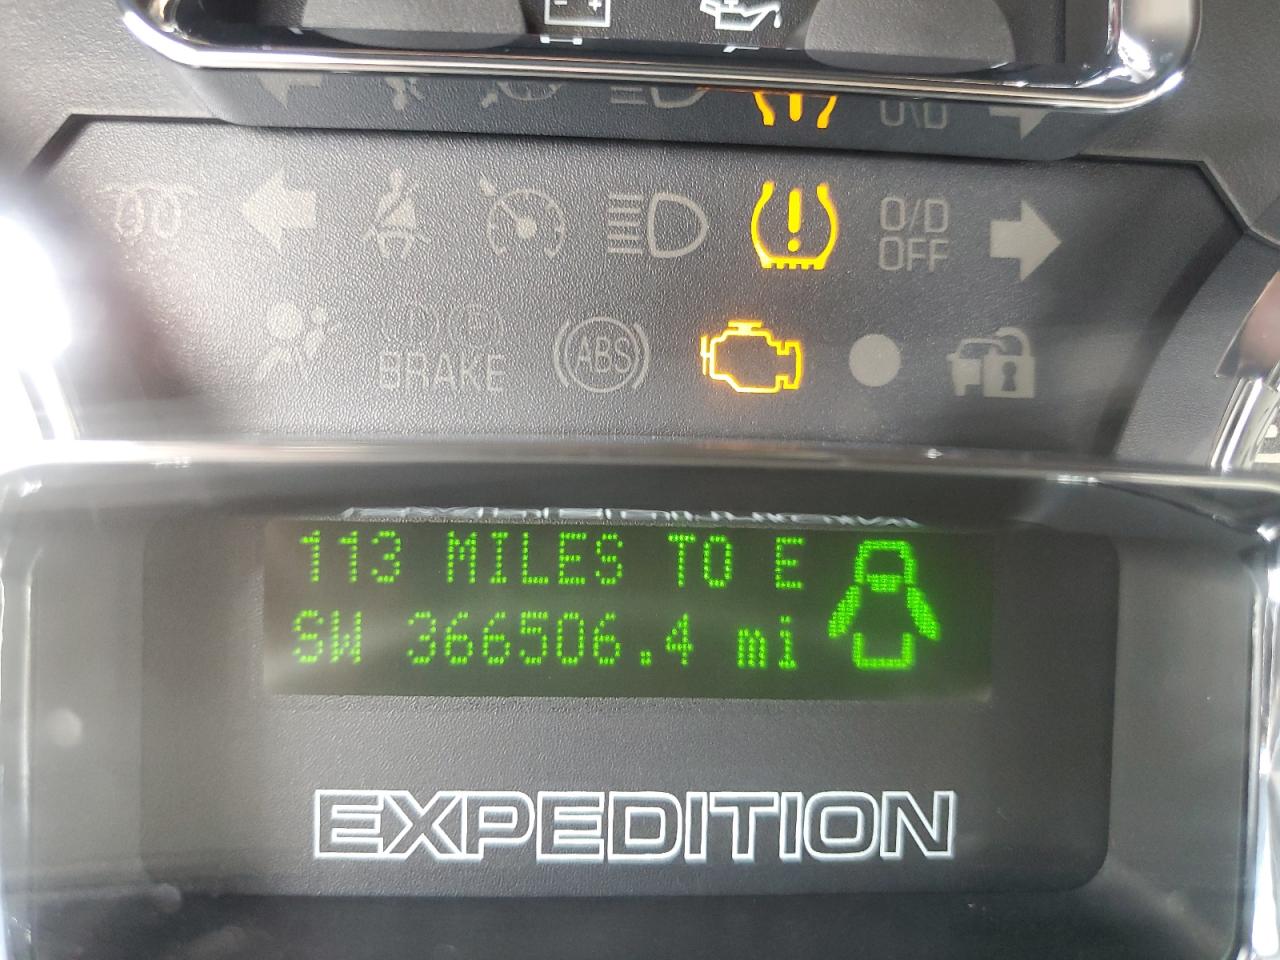 O/D
O/D
OFF
BRAKE
ABS
113 MILES TO E
SW 366506.4 mi
EXPEDITION